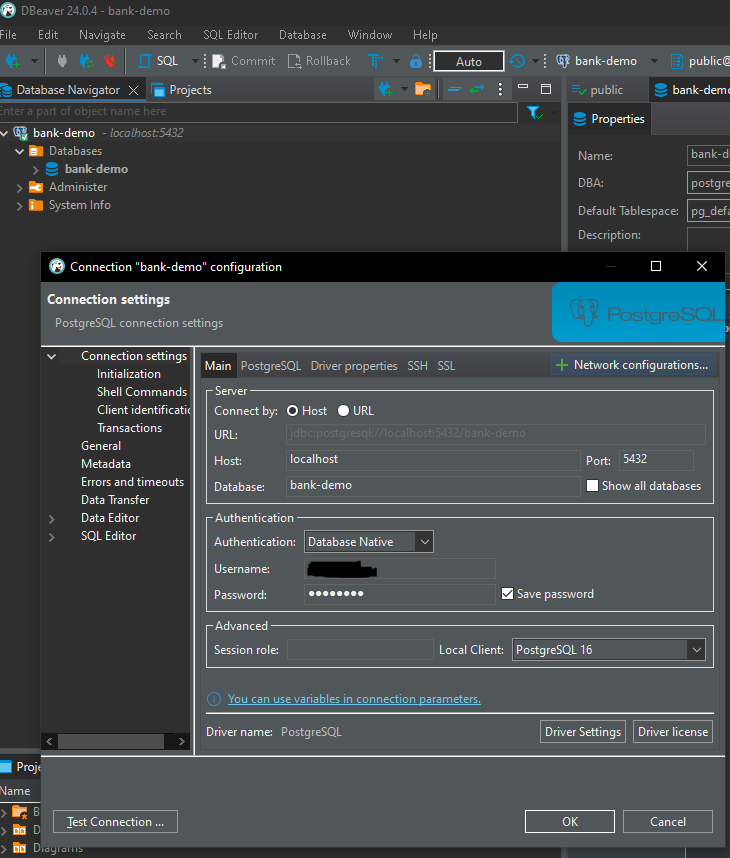 DBeaver 24.0.4 - bank-demo
File Edit Navigate Search SQL Editor Database Window Help
SQL Commit Rollback Auto bank-demo public@
Database Navigator Projects public bank-demo
Enter a part of object name here
Properties
bank-demo - localhost:5432
Databases
bank-demo
Administer
System Info
Name: bank-d
DBA: postgre
Default Tablespace: pg_defa
Description:
Connection "bank-demo" configuration
Connection settings
PostgreSQL connection settings
PostgreSQL
Connection settings
Initialization
Shell Commands
Client identificatio
Transactions
General
Metadata
Errors and timeouts
Data Transfer
Data Editor
SQL Editor
Main PostgreSQL Driver properties SSH SSL Network configurations...
Server
Connect by: Host URL
URL: jdbc:postgresql://localhost:5432/bank-demo
Host: localhost Port: 5432
Database: bank-demo Show all databases
Authentication
Authentication: Database Native
Username:
Password: •••••••• Save password
Advanced
Session role: Local Client: PostgreSQL 16
You can use variables in connection parameters.
Driver name: PostgreSQL Driver Settings Driver license
Proje
Name
B
D
Diagrams
Test Connection ... OK Cancel